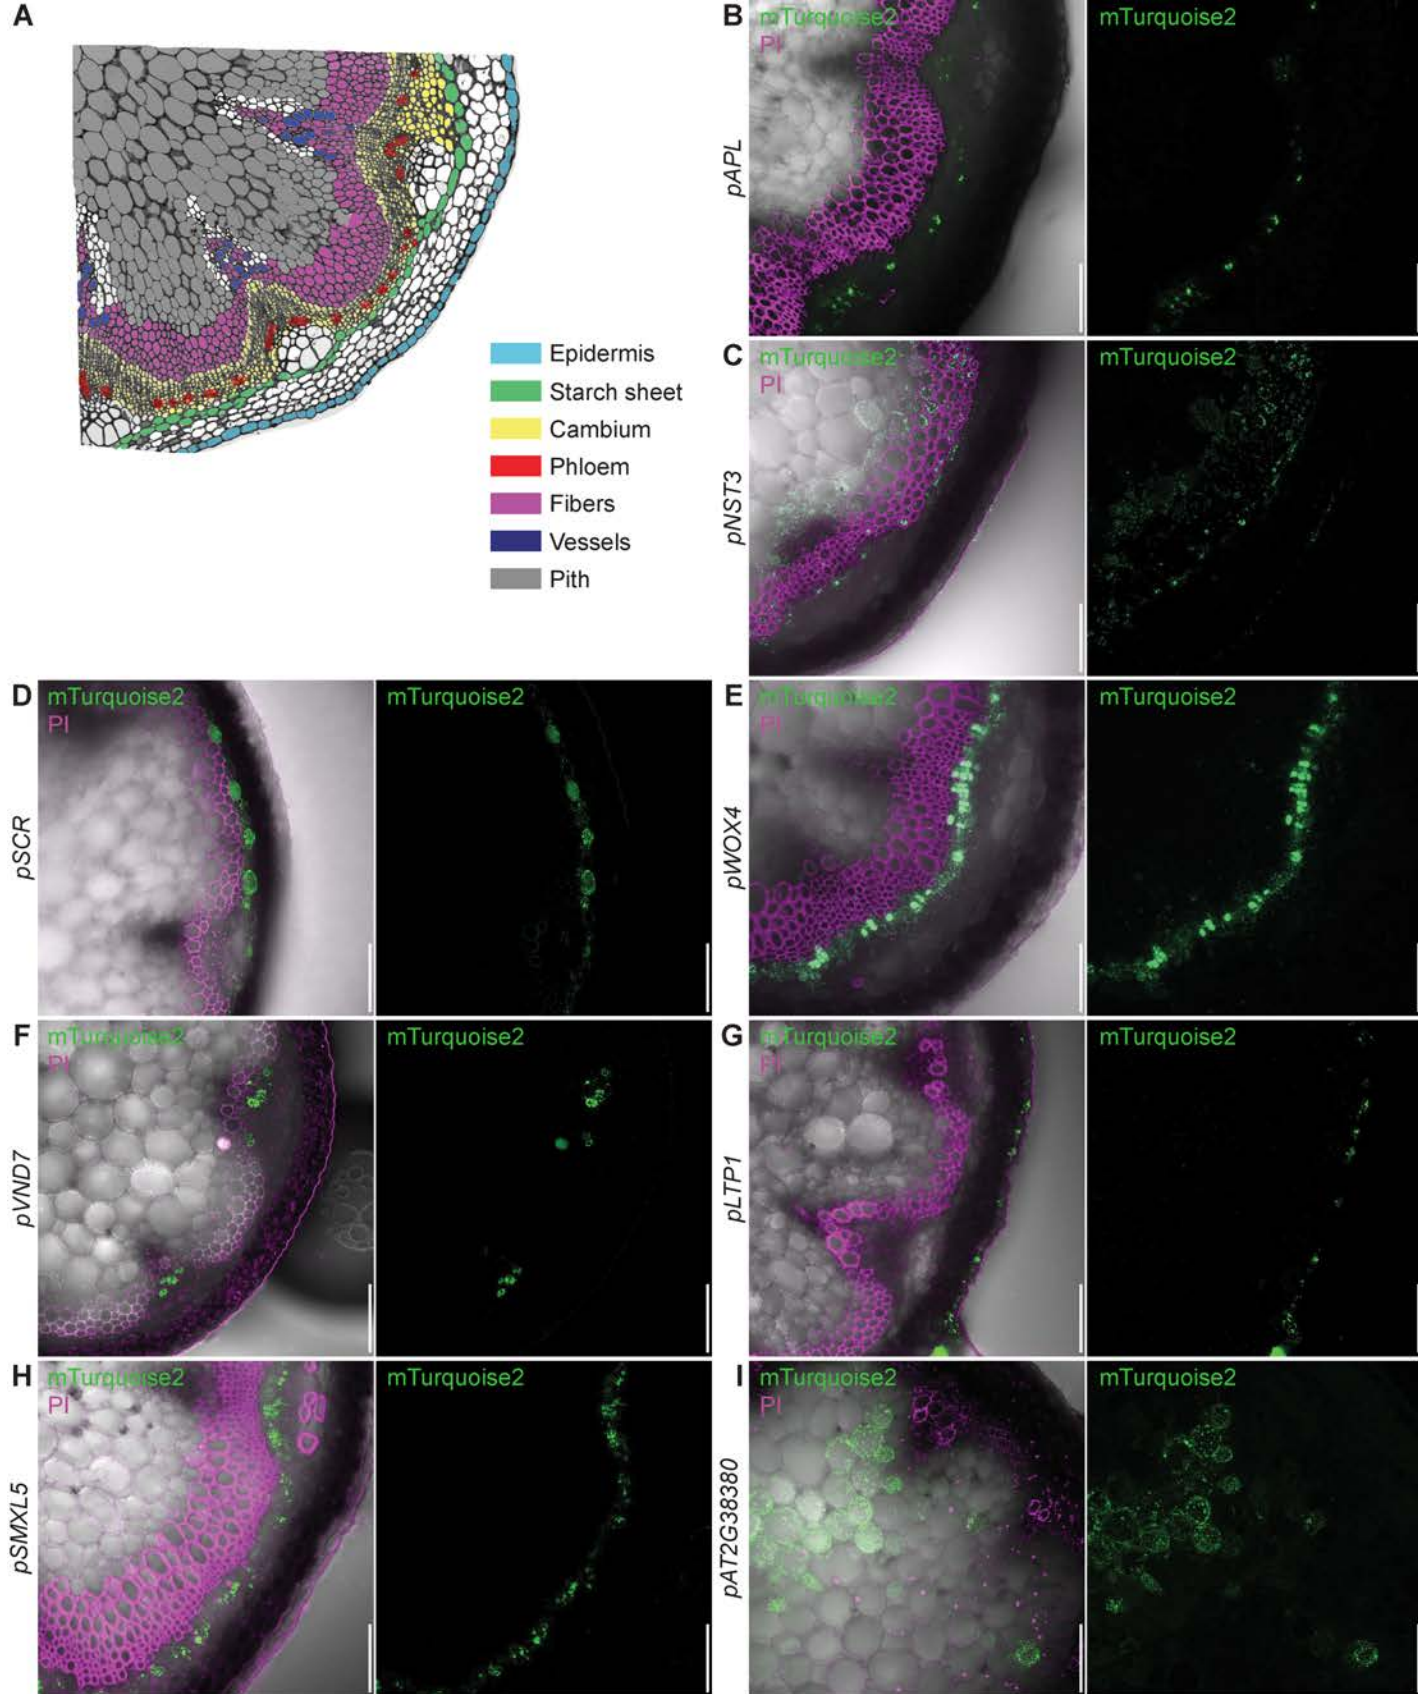 A
Epidermis
Starch sheet
Cambium
Phloem
Fibers
Vessels
Pith
B
pAPL
mTurquoise2
PI
mTurquoise2
C
pNST3
mTurquoise2
PI
mTurquoise2
D
pSCR
mTurquoise2
PI
mTurquoise2
E
pWOX4
mTurquoise2
PI
mTurquoise2
F
pVND7
mTurquoise2
PI
mTurquoise2
G
pLTP1
mTurquoise2
PI
mTurquoise2
H
pSMXL5
mTurquoise2
PI
mTurquoise2
I
pAT2G38380
mTurquoise2
PI
mTurquoise2